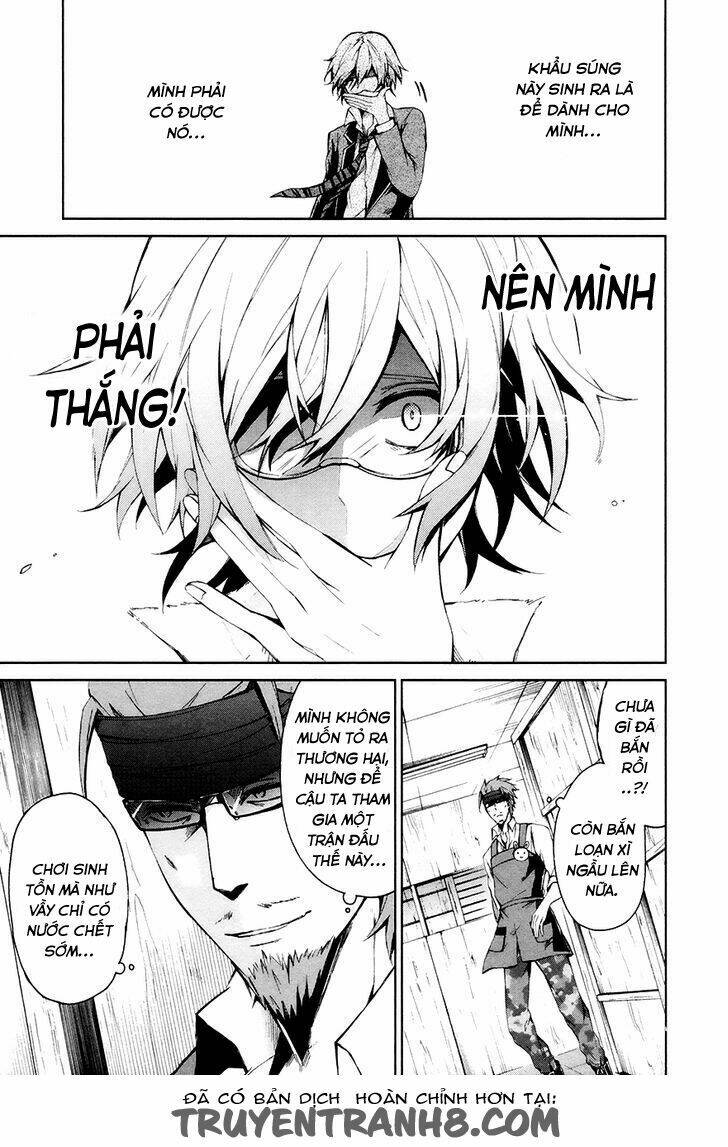 KHẨU SÚNG
NÀY SINH RA LÀ
ĐỂ DÀNH CHO
MÌNH...
MÌNH PHẢI
CÓ ĐƯỢC
NÓ...
NÊN MÌNH
PHẢI
THẮNG!
CHƯA
GÌ ĐÃ
BẮN
RỒI
..?!
CÒN BẮN
LOẠN XÌ
NGẦU LÊN
NỮA.
MÌNH KHÔNG
MUỐN TỎ RA
THƯƠNG HẠI,
NHƯNG ĐỂ
CẬU TA THAM
GIA MỘT
TRẬN ĐẤU
THẾ NÀY...
CHƠI SINH
TỒN MÀ NHƯ
VẦY CHỈ CÓ
NƯỚC CHẾT
SỚM...
ĐÃ CÓ BẢN DỊCH HOÀN CHỈNH HƠN TẠI:
TRUYENTRANH8.COM